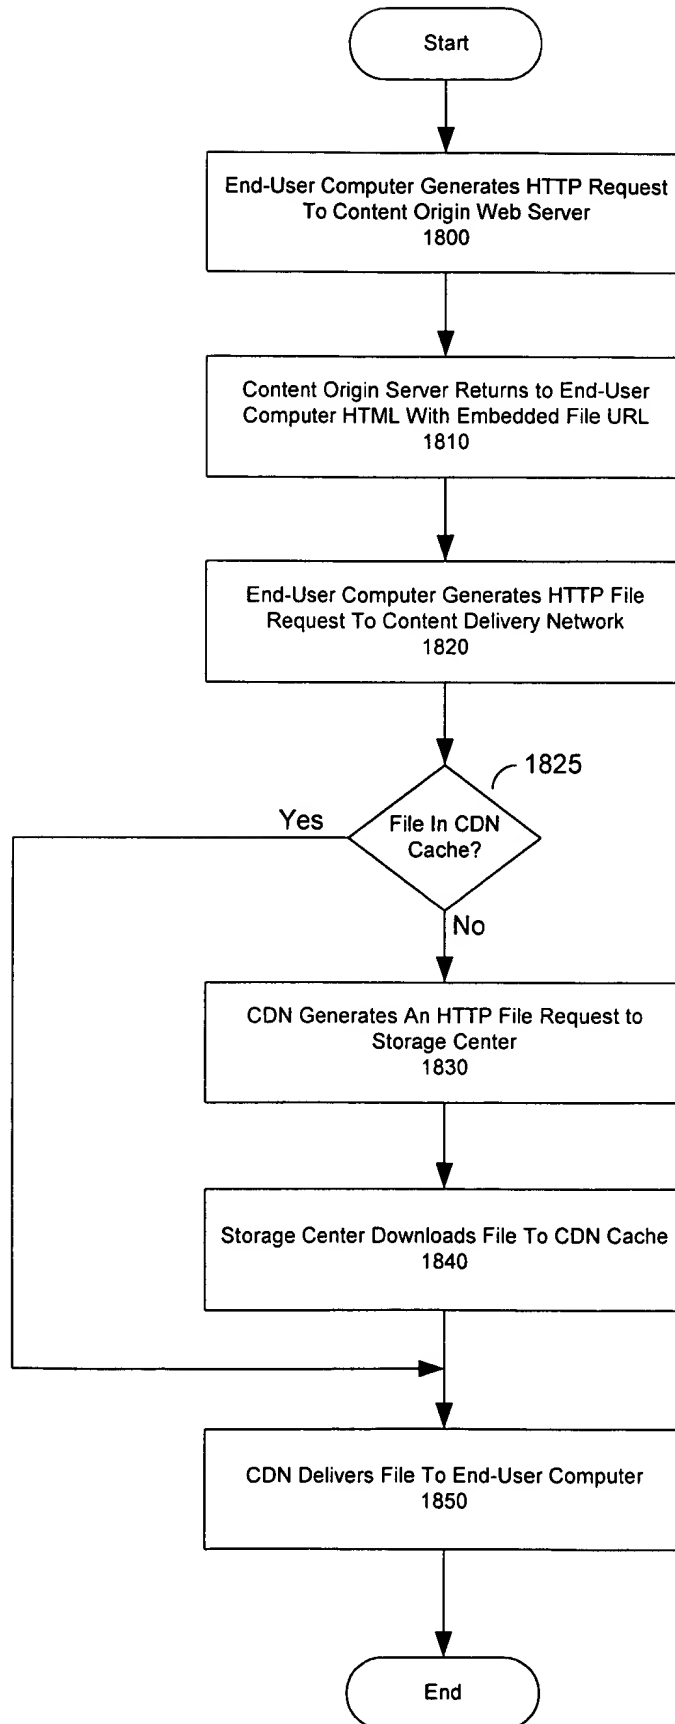 Start
End-User Computer Generates HTTP Request
To Content Origin Web Server
1800
Content Origin Server Returns to End-User
Computer HTML With Embedded File URL
1810
End-User Computer Generates HTTP File
Request To Content Delivery Network
1820
1825
Yes
File In CDN
Cache?
No
CDN Generates An HTTP File Request to
Storage Center
1830
Storage Center Downloads File To CDN Cache
1840
CDN Delivers File To End-User Computer
1850
End